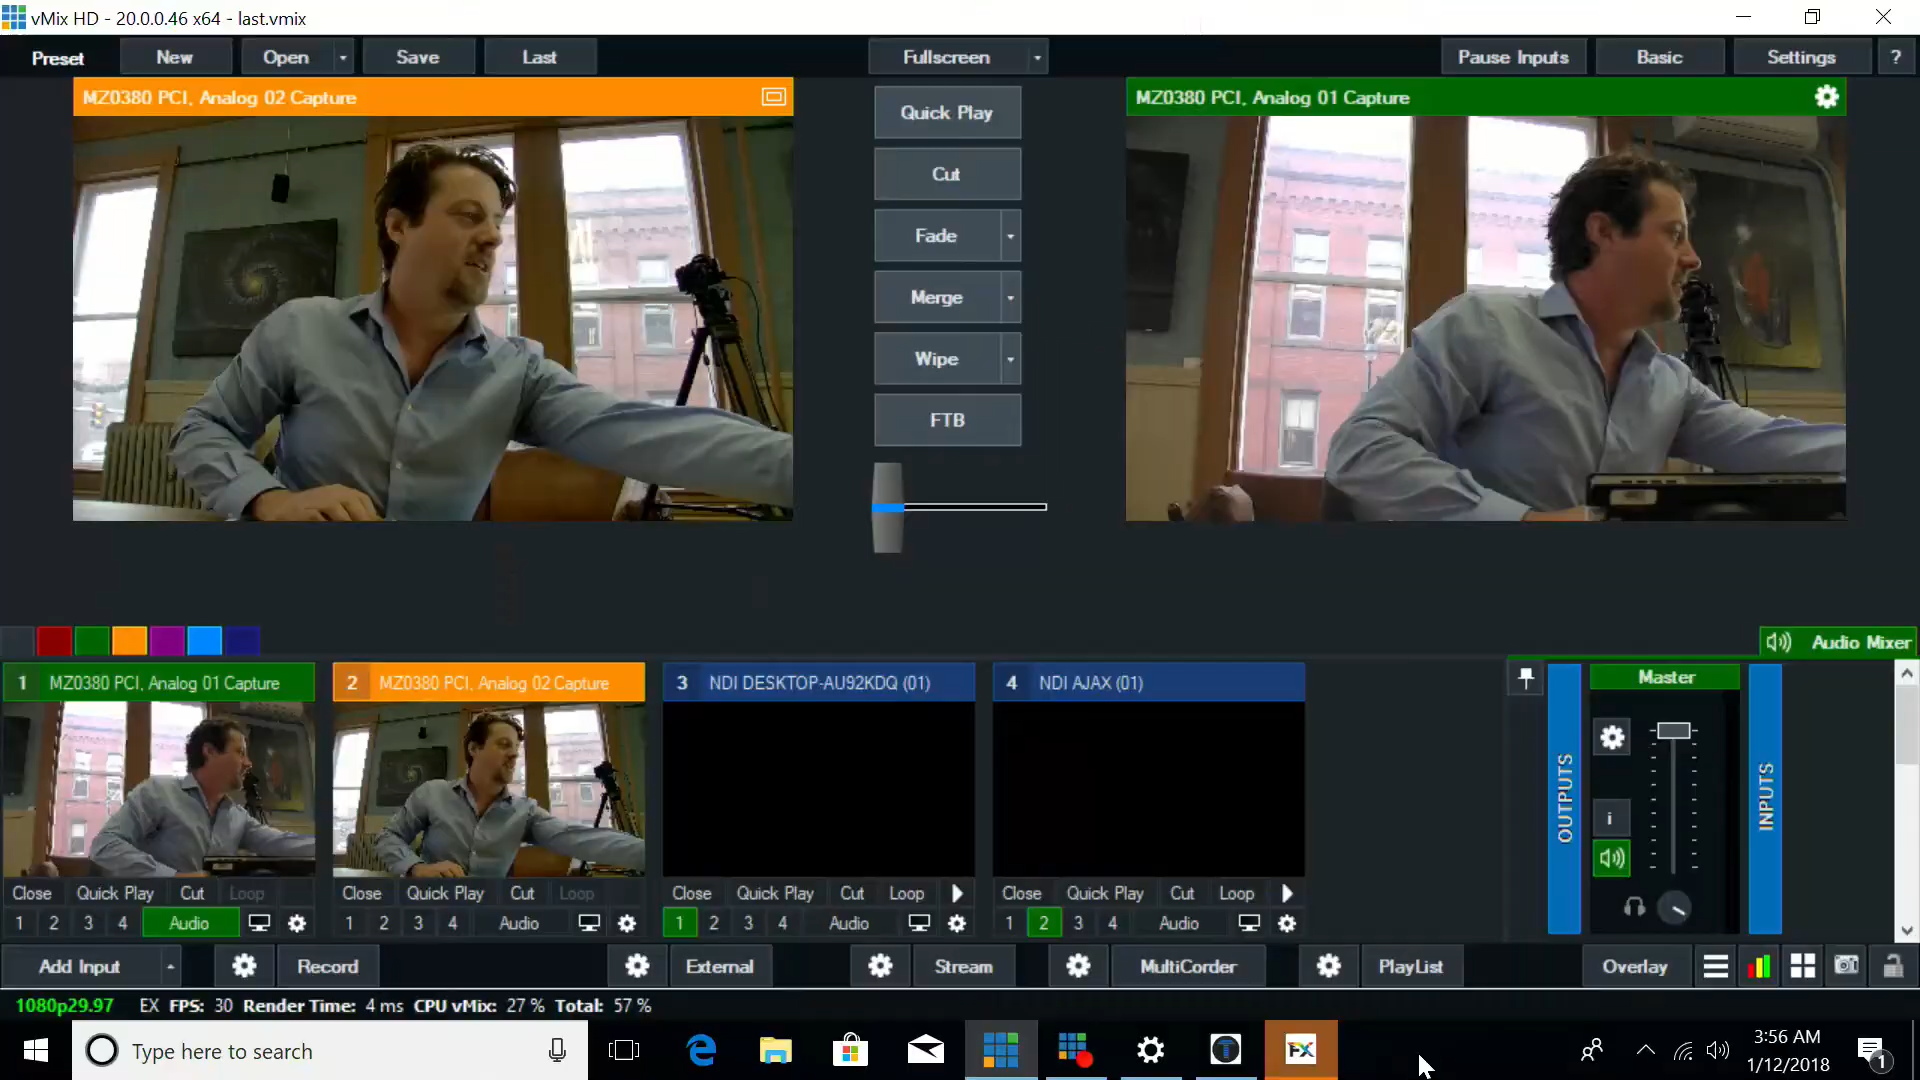 vMix HD - 20.0.0.46 x64 - last.vmix
Preset New Open Save Last Fullscreen Pause Inputs Basic Settings ?
MZ0380 PCI, Analog 02 Capture
MZ0380 PCI, Analog 01 Capture
Quick Play
Cut
Fade
Merge
Wipe
FTB
Audio Mixer
1 MZ0380 PCI, Analog 01 Capture
2 MZ0380 PCI, Analog 02 Capture
3 NDI DESKTOP-AU92KDQ (01)
4 NDI AJAX (01)
Master
OUTPUTS
INPUTS
i
Close Quick Play Cut Loop
Close Quick Play Cut Loop
Close Quick Play Cut Loop
Close Quick Play Cut Loop
1 2 3 4 Audio
1 2 3 4 Audio
1 2 3 4 Audio
1 2 3 4 Audio
Add Input Record External Stream MultiCorder PlayList Overlay
1080p29.97 EX FPS: 30 Render Time: 4 ms CPU vMix: 27 % Total: 57 %
Type here to search
FX
3:56 AM
1/12/2018
1